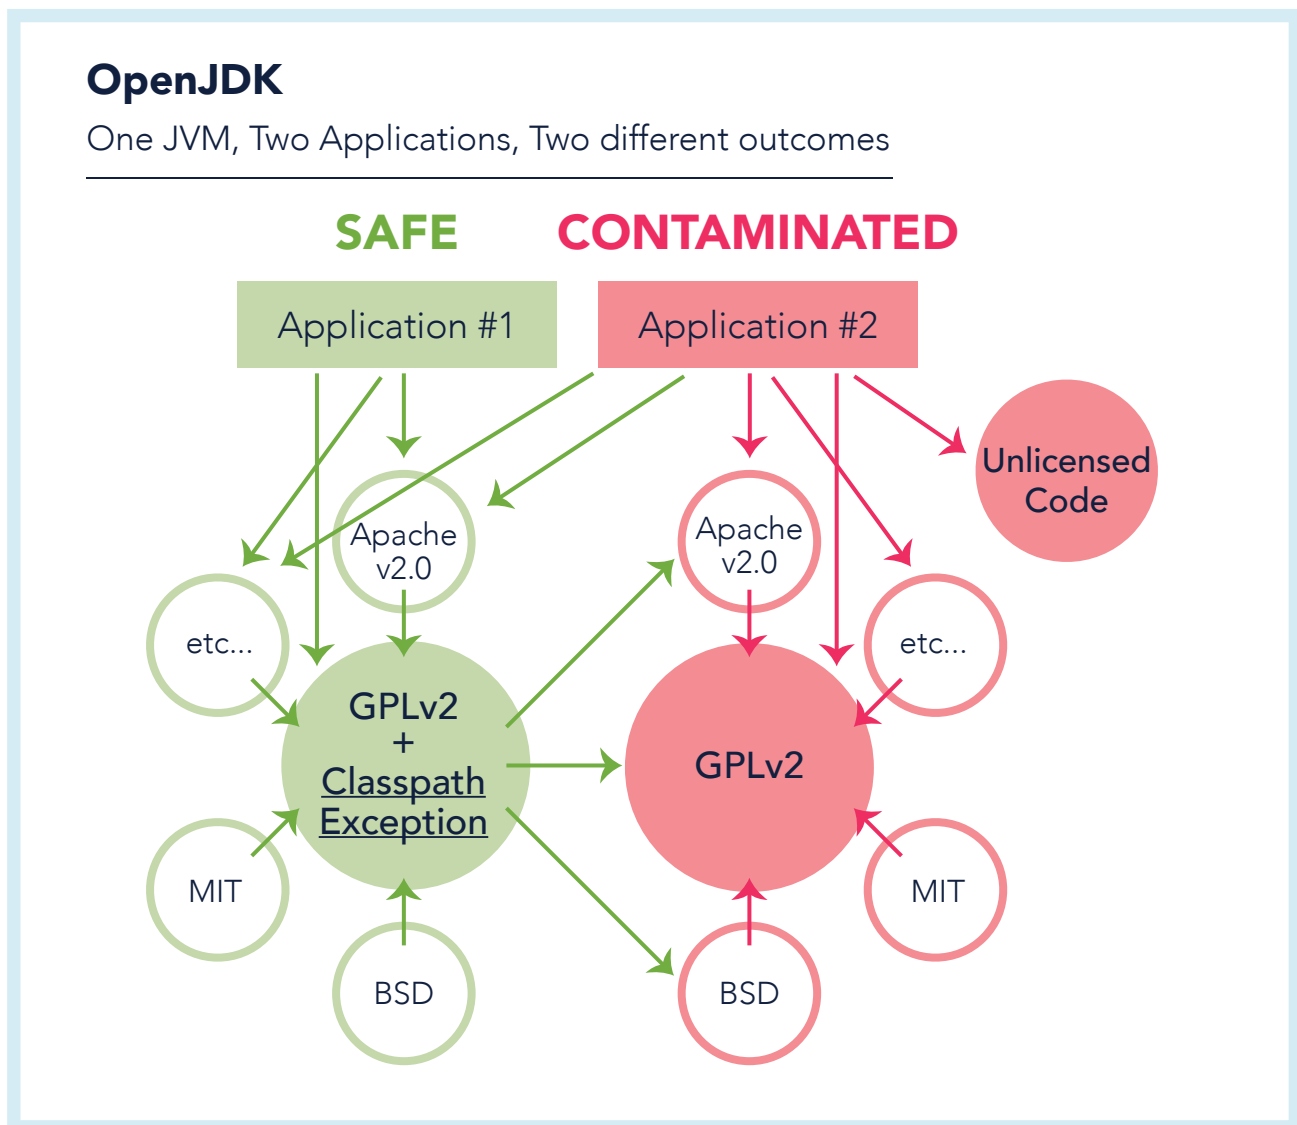 OpenJDK
One JVM, Two Applications, Two different outcomes
SAFE
CONTAMINATED
Application #1
Application #2
Unlicensed
Code
Apache
v2.0
Apache
v2.0
etc...
etc...
GPLv2
+
Classpath
Exception
GPLv2
MIT
MIT
BSD
BSD